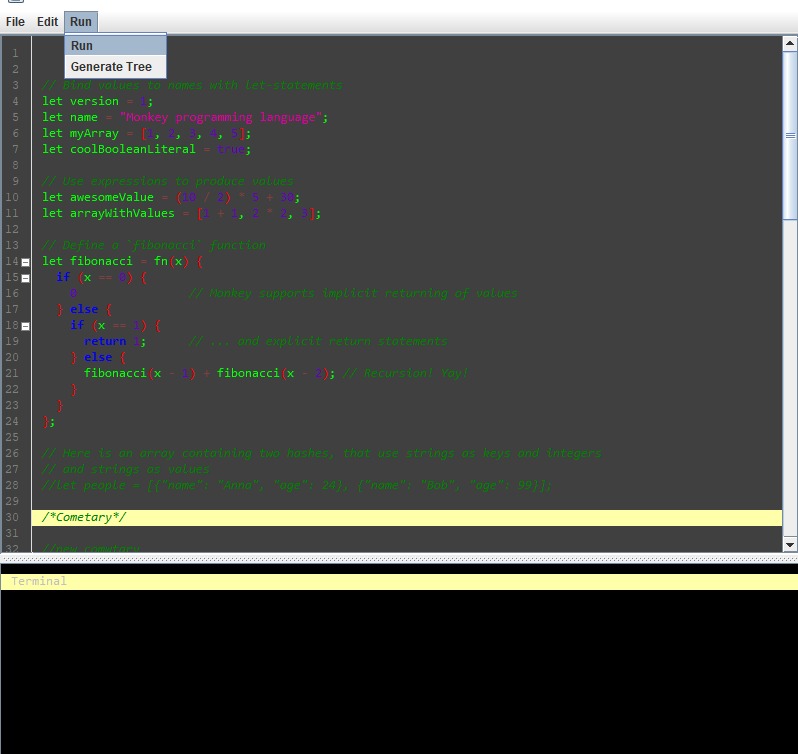 File Edit Run
Run
Generate Tree
1
2
3 // Bind values to names with let-statements
4 let version = 1;
5 let name = "Monkey programming language";
6 let myArray = [1, 2, 3, 4, 5];
7 let coolBooleanLiteral = true;
8
9 // Use expressions to produce values
10 let awesomeValue = (10 / 2) * 5 + 30;
11 let arrayWithValues = [1 + 1, 2 * 2, 3];
12
13 // Define a `fibonacci` function
14 let fibonacci = fn(x) {
15 if (x == 0) {
16 0 // Monkey supports implicit returning of values
17 } else {
18 if (x == 1) {
19 return 1; // ... and explicit return statements
20 } else {
21 fibonacci(x - 1) + fibonacci(x - 2); // Recursion! Yay!
22 }
23 }
24 };
25
26 // Here is an array containing two hashes, that use strings as keys and integers
27 // and strings as values
28 //let people = [{"name": "Anna", "age": 24}, {"name": "Bob", "age": 99}];
29
30 /*Cometary*/
31
32 //new comatary
Terminal